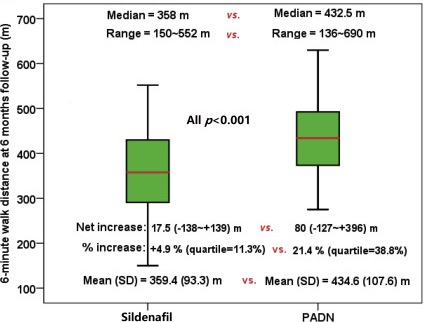 700
600
500
400
300
200
100
6-minute walk distance at 6 months follow-up (m)
Median = 358 m vs. Median = 432.5 m
Range = 150~552 m vs. Range = 136~690 m
All p<0.001
Net increase: 17.5 (-138~+139) m vs. 80 (-127~+396) m
% increase: +4.9 % (quartile=11.3%) vs. 21.4 % (quartile=38.8%)
Mean (SD) = 359.4 (93.3) m vs. Mean (SD) = 434.6 (107.6) m
Sildenafil PADN